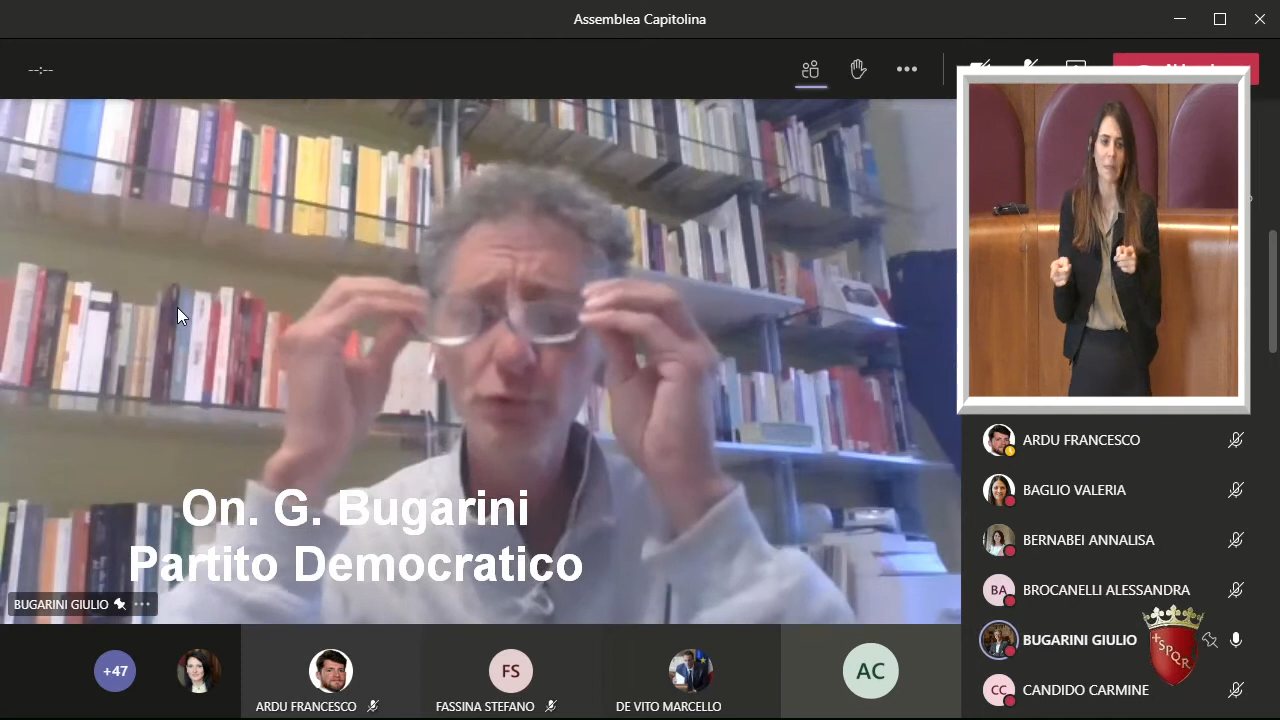 Assemblea Capitolina
--:--
On. G. Bugarini
Partito Democratico
BUGARINI GIULIO
+47
ARDU FRANCESCO
FS
FASSINA STEFANO
DE VITO MARCELLO
AC
ARDU FRANCESCO
BAGLIO VALERIA
BERNABEI ANNALISA
BA
BROCANELLI ALESSANDRA
BUGARINI GIULIO
SPQR
CC
CANDIDO CARMINE